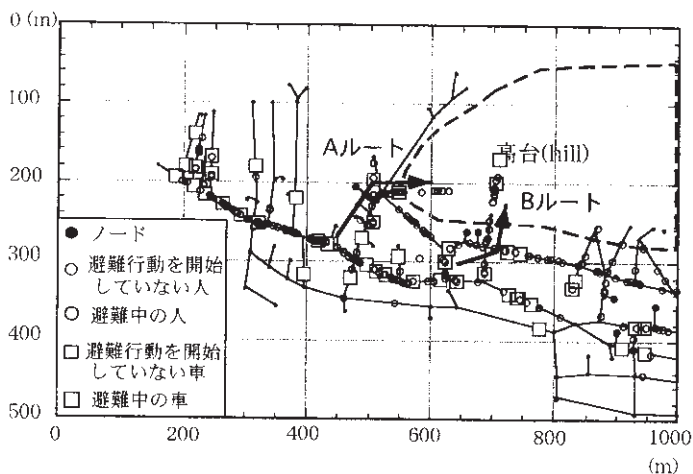 0 (m)
100
200
300
400
500
Aルート
高台(hill)
Bルート
ノード
避難行動を開始
していない人
避難中の人
避難行動を開始
していない車
避難中の車
0
200
400
600
800
1000
(m)